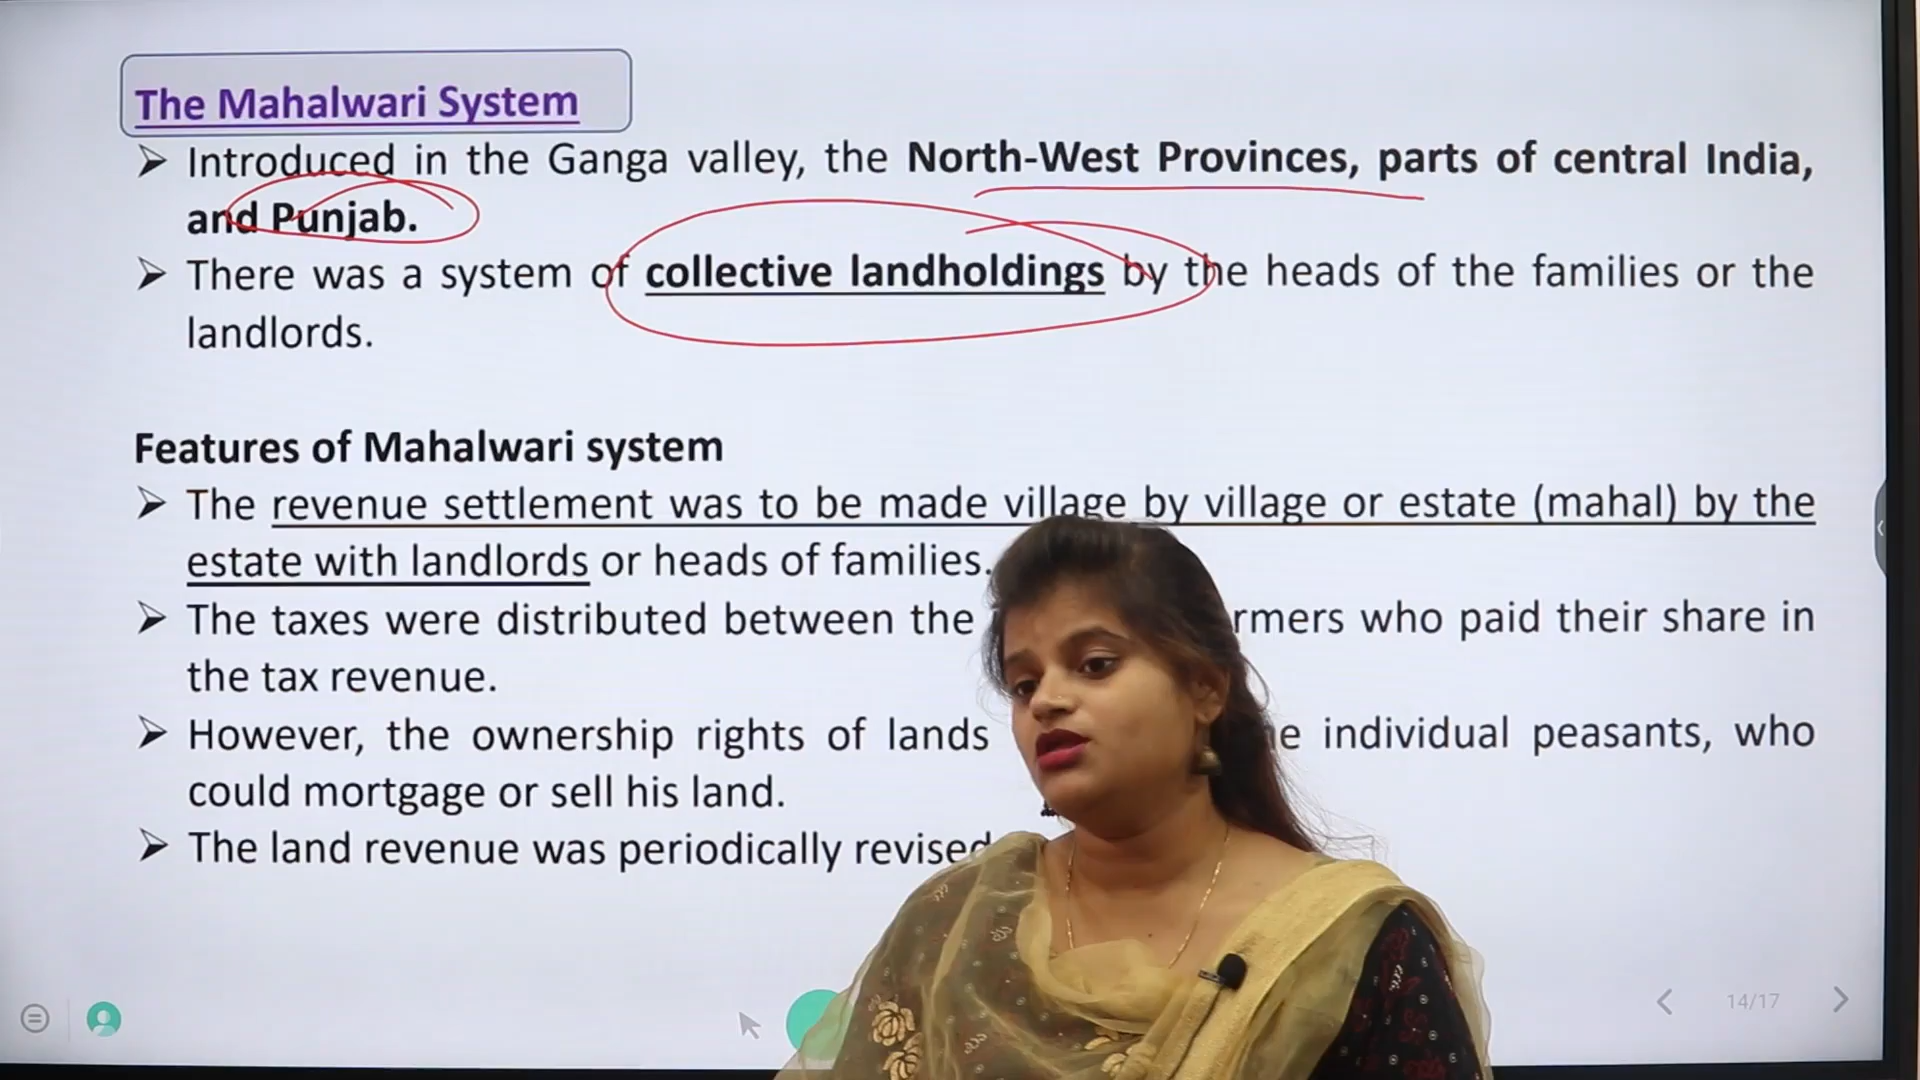 The Mahalwari System
➢ Introduced in the Ganga valley, the North-West Provinces, parts of central India,
and Punjab.
➢ There was a system of collective landholdings by the heads of the families or the
landlords.
Features of Mahalwari system
➢ The revenue settlement was to be made village by village or estate (mahal) by the
estate with landlords or heads of families.
➢ The taxes were distributed between the rmers who paid their share in
the tax revenue.
➢ However, the ownership rights of lands e individual peasants, who
could mortgage or sell his land.
➢ The land revenue was periodically revised
14/17